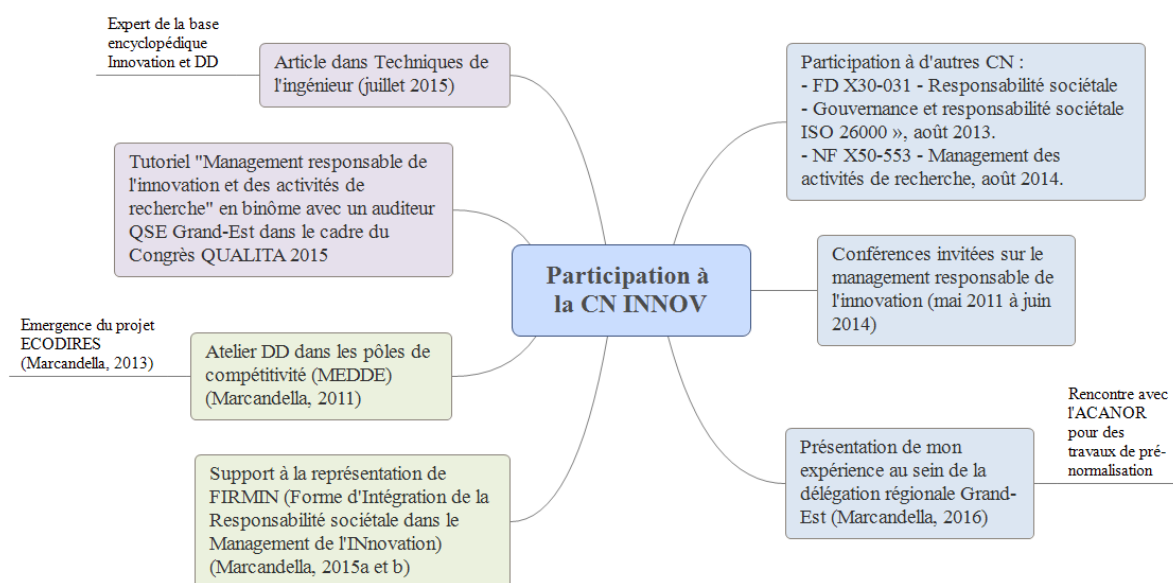 Expert de la base
encyclopédique
Innovation et DD
Article dans Techniques de
l'ingénieur (juillet 2015)
Tutoriel "Management responsable de
l'innovation et des activités de
recherche" en binôme avec un auditeur
QSE Grand-Est dans le cadre du
Congrès QUALITA 2015
Emergence du projet
ECODIRES
(Marcandella, 2013)
Atelier DD dans les pôles de
compétitivité (MEDDE)
(Marcandella, 2011)
Support à la représentation de
FIRMIN (Forme d'Intégration de la
Responsabilité sociétale dans le
Management de l'INnovation)
(Marcandella, 2015a et b)
Participation à
la CN INNOV
Participation à d'autres CN :
- FD X30-031 - Responsabilité sociétale
- Gouvernance et responsabilité sociétale
ISO 26000 », août 2013.
- NF X50-553 - Management des
activités de recherche, août 2014.
Conférences invitées sur le
management responsable de
l'innovation (mai 2011 à juin
2014)
Présentation de mon
expérience au sein de la
délégation régionale Grand-
Est (Marcandella, 2016)
Rencontre avec
l'ACANOR
pour des
travaux de pré-
normalisation